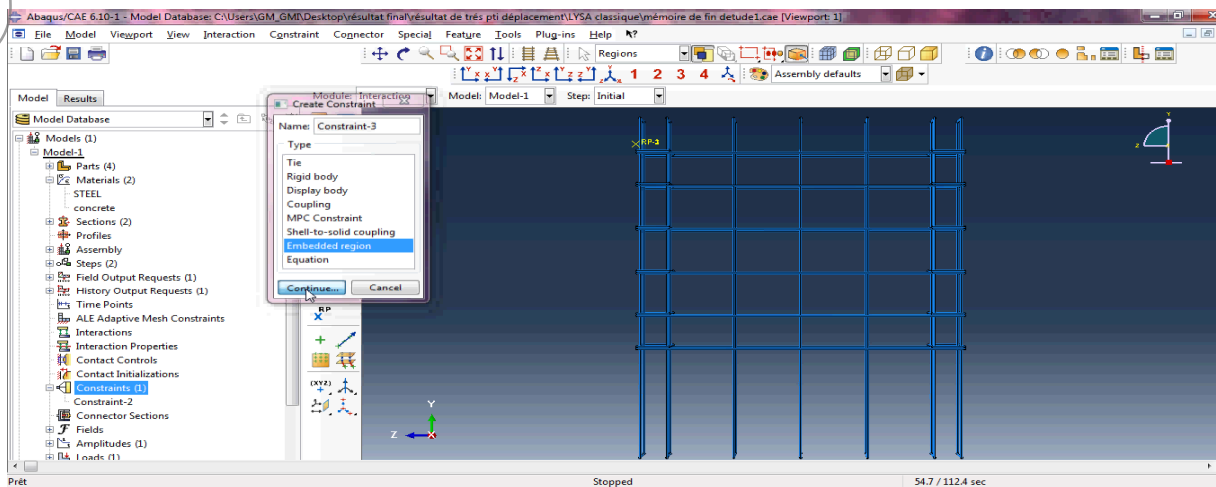 Abaqus/CAE 6.10-1 - Model Database: C:\Users\GM_GMI\Desktop\résultat final\résultat de trés pti déplacement\LYSA classique\mémoire de fin detude1.cae [Viewport: 1]
File Model Viewport View Interaction Constraint Connector Special Feature Tools Plug-ins Help
Regions
1 2 3 4 Assembly defaults
Model Results
Module: Interaction Model: Model-1 Step: Initial
Model Database
Models (1)
Model-1
Parts (4)
Materials (2)
STEEL
concrete
Sections (2)
Profiles
Assembly
Steps (2)
Field Output Requests (1)
History Output Requests (1)
Time Points
ALE Adaptive Mesh Constraints
Interactions
Interaction Properties
Contact Controls
Contact Initializations
Constraints (1)
Constraint-2
Connector Sections
Fields
Amplitudes (1)
Loads (1)
Create Constraint
Name: Constraint-3
Type
Tie
Rigid body
Display body
Coupling
MPC Constraint
Shell-to-solid coupling
Embedded region
Equation
Continue... Cancel
RP
(XYZ)
Y
Z
Y
Z
Prêt Stopped 54.7 / 112.4 sec